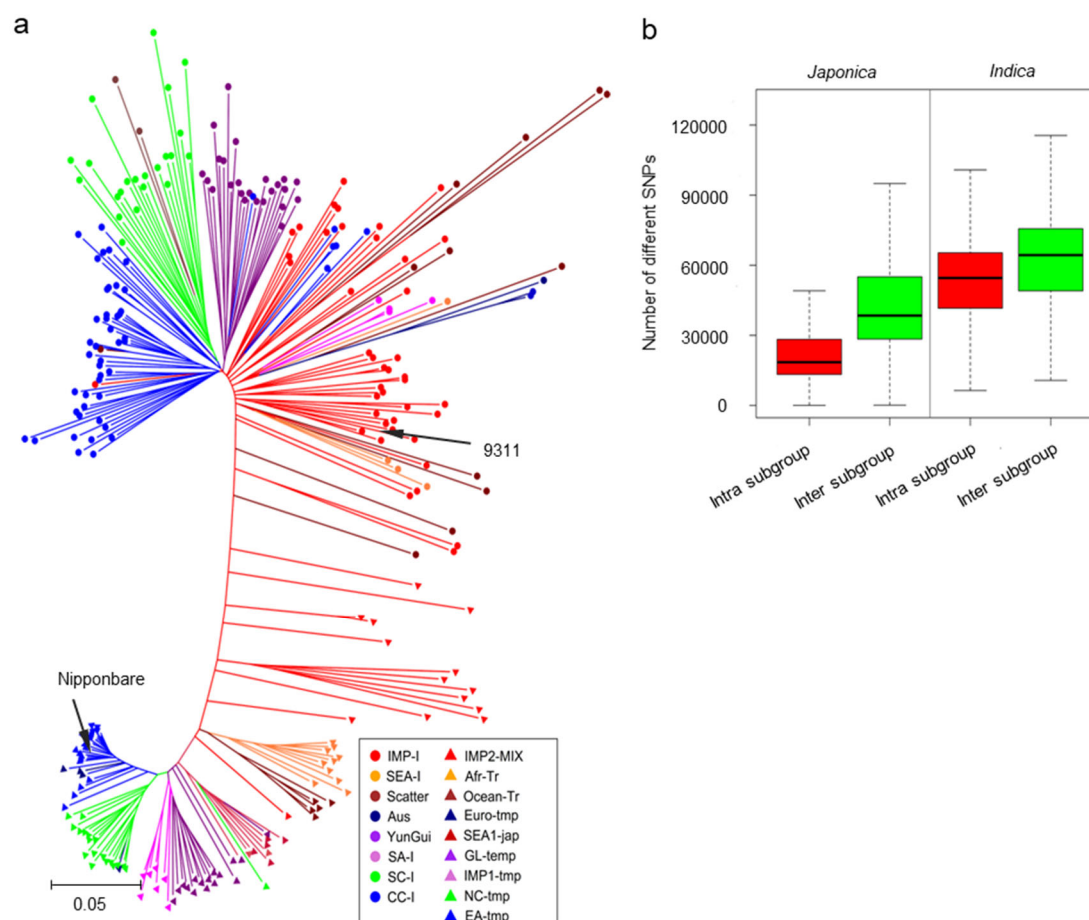 a
9311
Nipponbare
0.05
IMP-I
SEA-I
Scatter
Aus
YunGui
SA-I
SC-I
CC-I
IMP2-MIX
Afr-Tr
Ocean-Tr
Euro-tmp
SEA1-jap
GL-temp
IMP1-tmp
NC-tmp
EA-tmp
b
Japonica
Indica
Number of different SNPs
120000
90000
60000
30000
0
Intra subgroup
Inter subgroup
Intra subgroup
Inter subgroup